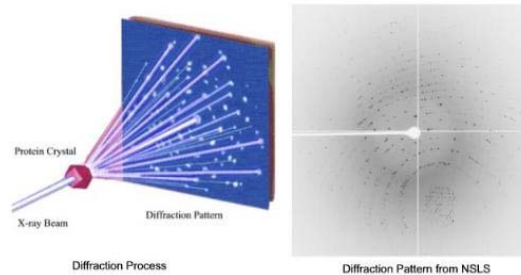 Protein Crystal
X-ray Beam
Diffraction Pattern
Diffraction Process
Diffraction Pattern from NSLS